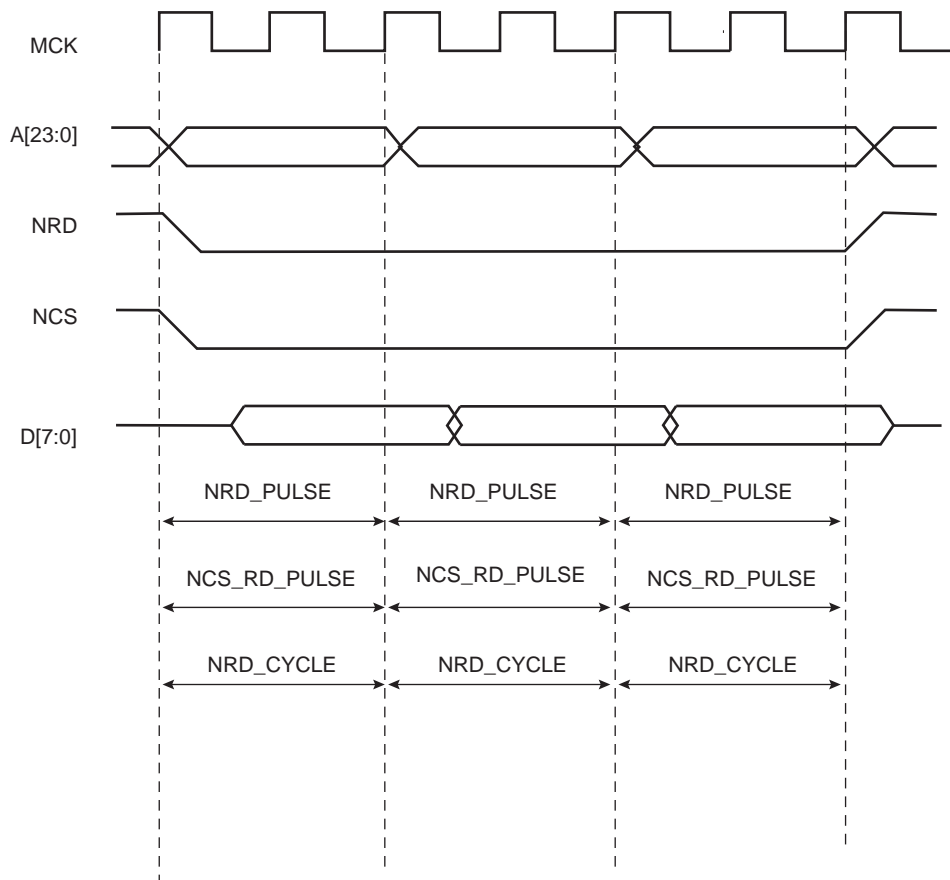 MCK
A[23:0]
NRD
NCS
D[7:0]
NRD_PULSE NRD_PULSE NRD_PULSE
NCS_RD_PULSE NCS_RD_PULSE NCS_RD_PULSE
NRD_CYCLE NRD_CYCLE NRD_CYCLE